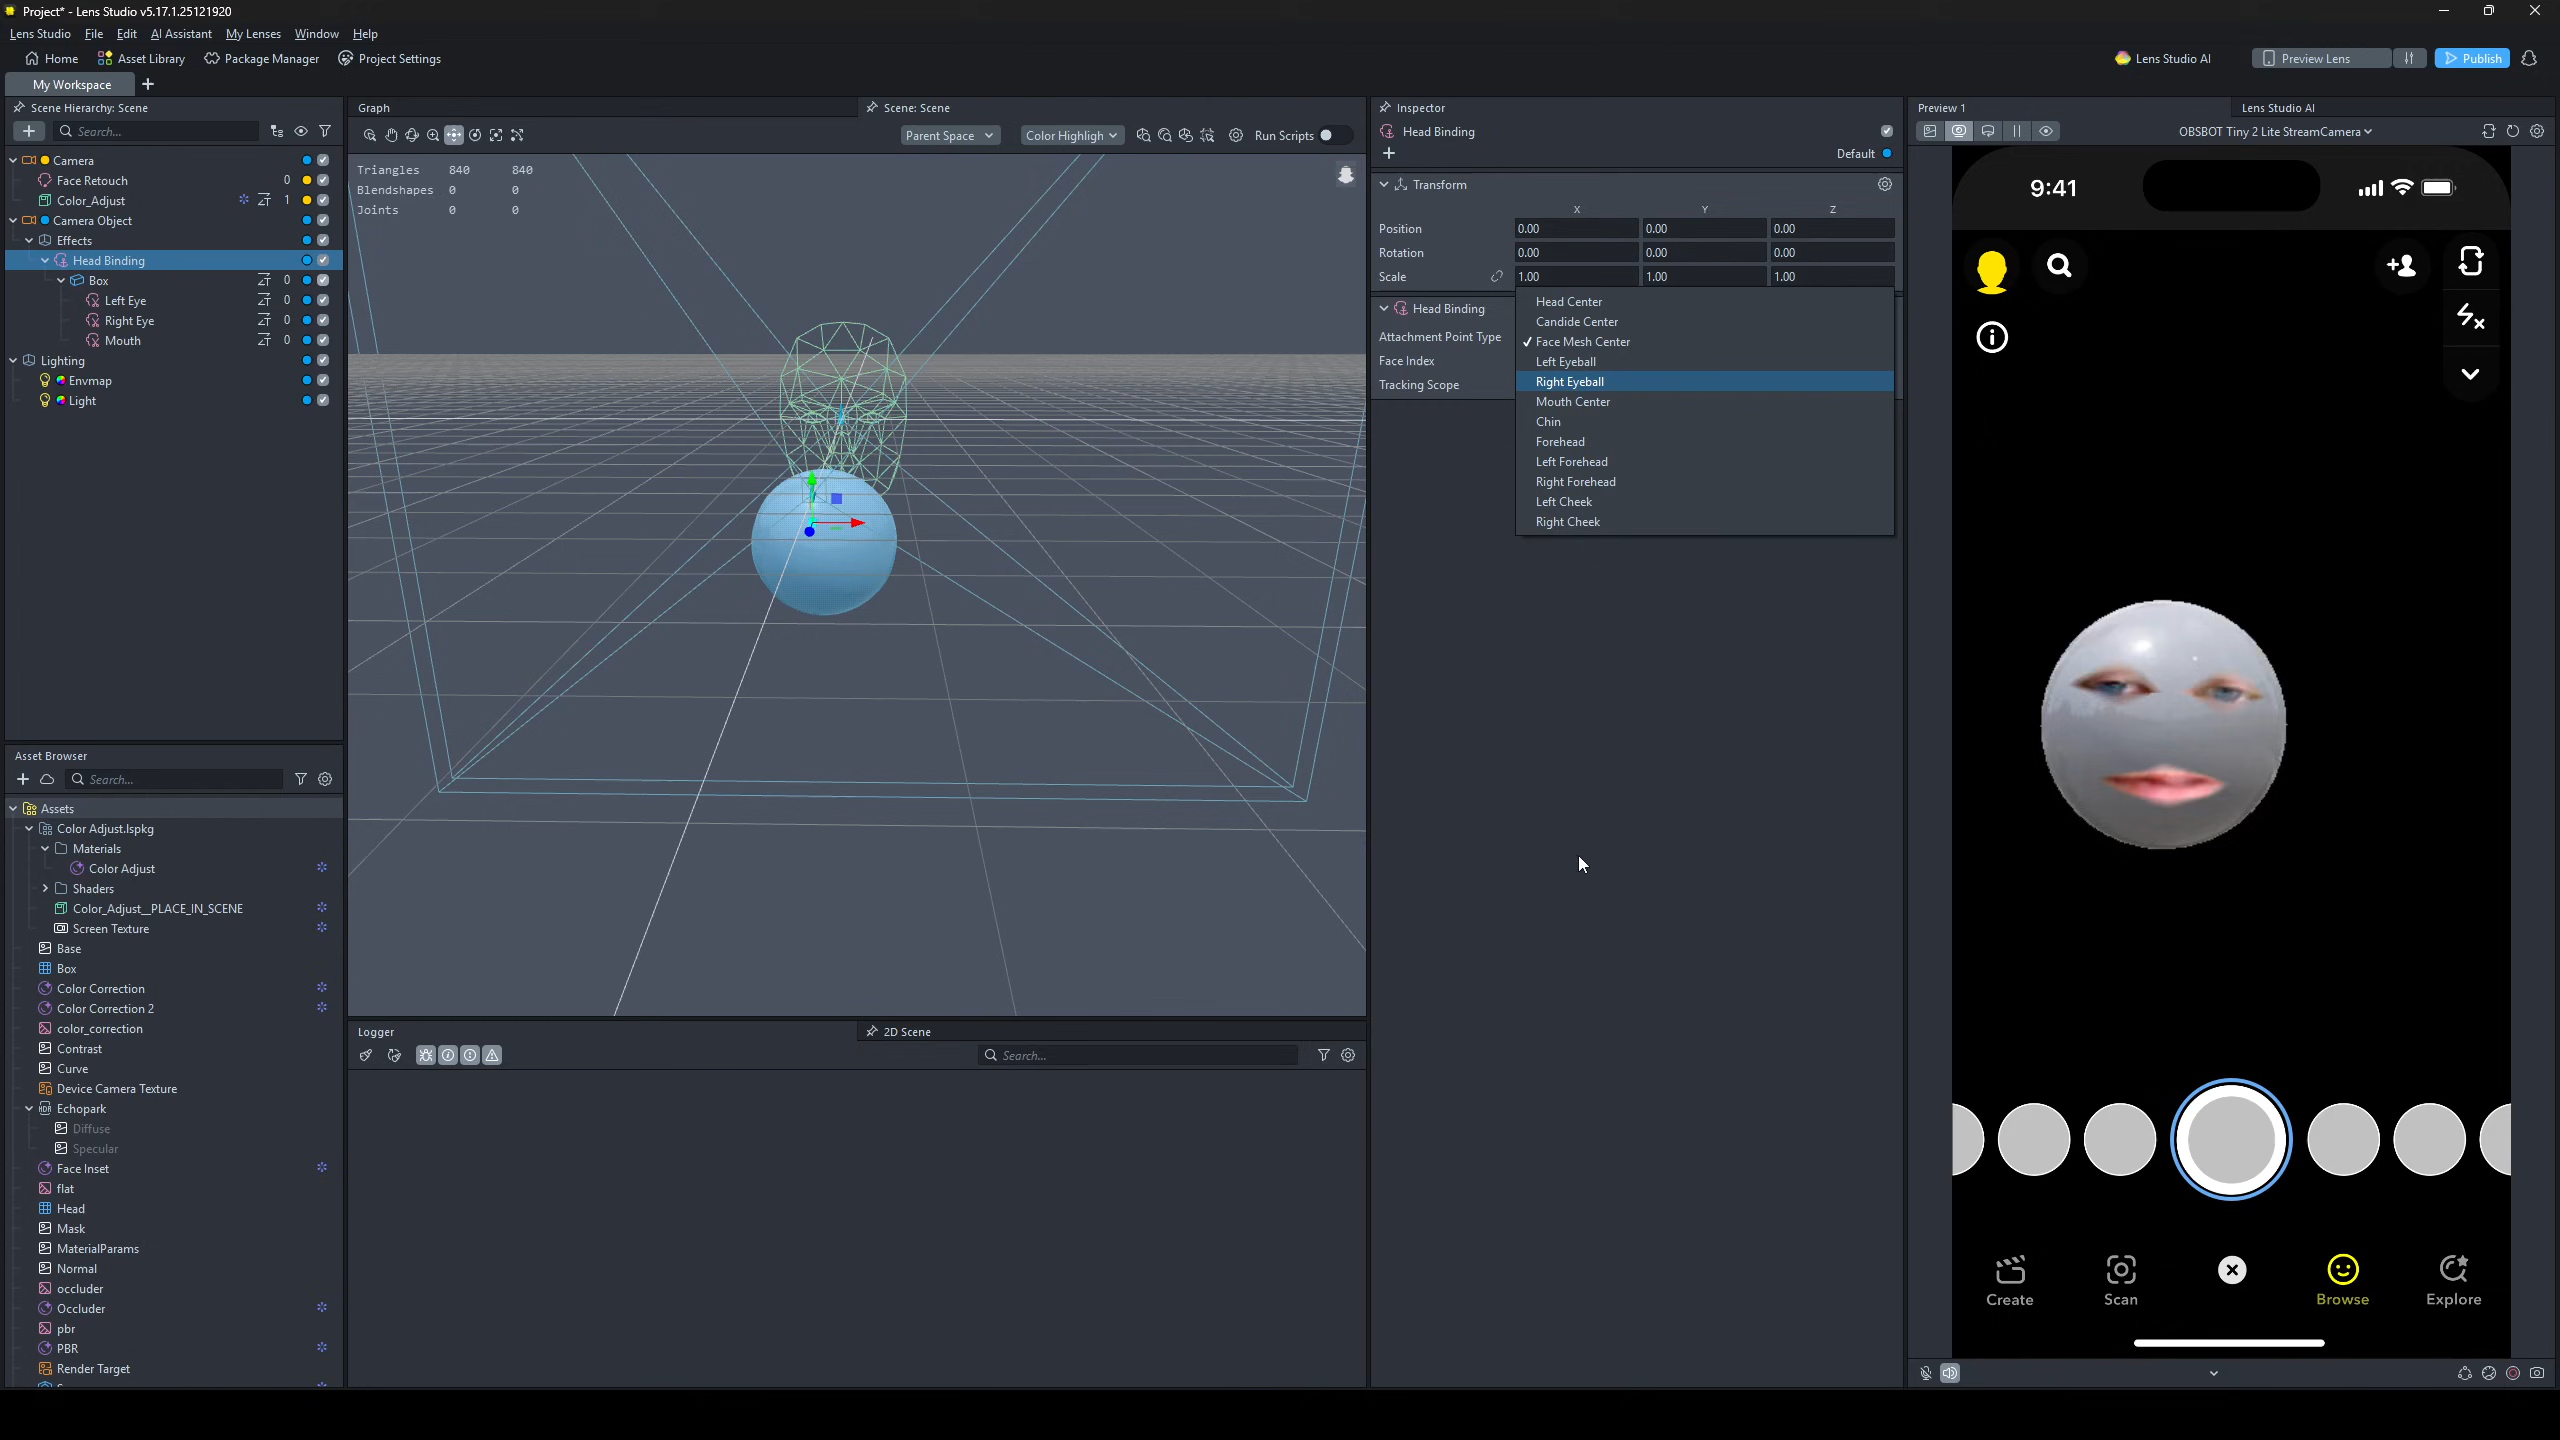 Project* - Lens Studio v5.17.1.25121920
Lens Studio File Edit AI Assistant My Lenses Window Help
Home Asset Library Package Manager Project Settings
Lens Studio AI Preview Lens Publish
My Workspace
Scene Hierarchy: Scene
Search...
Camera
Face Retouch 0
Color_Adjust 1
Camera Object
Effects
Head Binding
Box 0
Left Eye 0
Right Eye 0
Mouth 0
Lighting
Envmap
Light
Asset Browser
Search...
Assets
Color Adjust.lspkg
Materials
Color Adjust
Shaders
Color_Adjust__PLACE_IN_SCENE
Screen Texture
Base
Box
Color Correction
Color Correction 2
color_correction
Contrast
Curve
Device Camera Texture
Echopark
Diffuse
Specular
Face Inset
flat
Head
Mask
MaterialParams
Normal
occluder
Occluder
pbr
PBR
Render Target
Graph
Scene: Scene
Parent Space Color Highligh Run Scripts
Triangles 840 840
Blendshapes 0 0
Joints 0 0
Logger
2D Scene
Search...
Inspector
Head Binding
Default
Transform
X Y Z
Position 0.00 0.00 0.00
Rotation 0.00 0.00 0.00
Scale 1.00 1.00 1.00
Head Binding
Attachment Point Type
Face Index
Tracking Scope
Head Center
Candide Center
Face Mesh Center
Left Eyeball
Right Eyeball
Mouth Center
Chin
Forehead
Left Forehead
Right Forehead
Left Cheek
Right Cheek
Preview 1
Lens Studio AI
OBSBOT Tiny 2 Lite StreamCamera
9:41
Create Scan Browse Explore